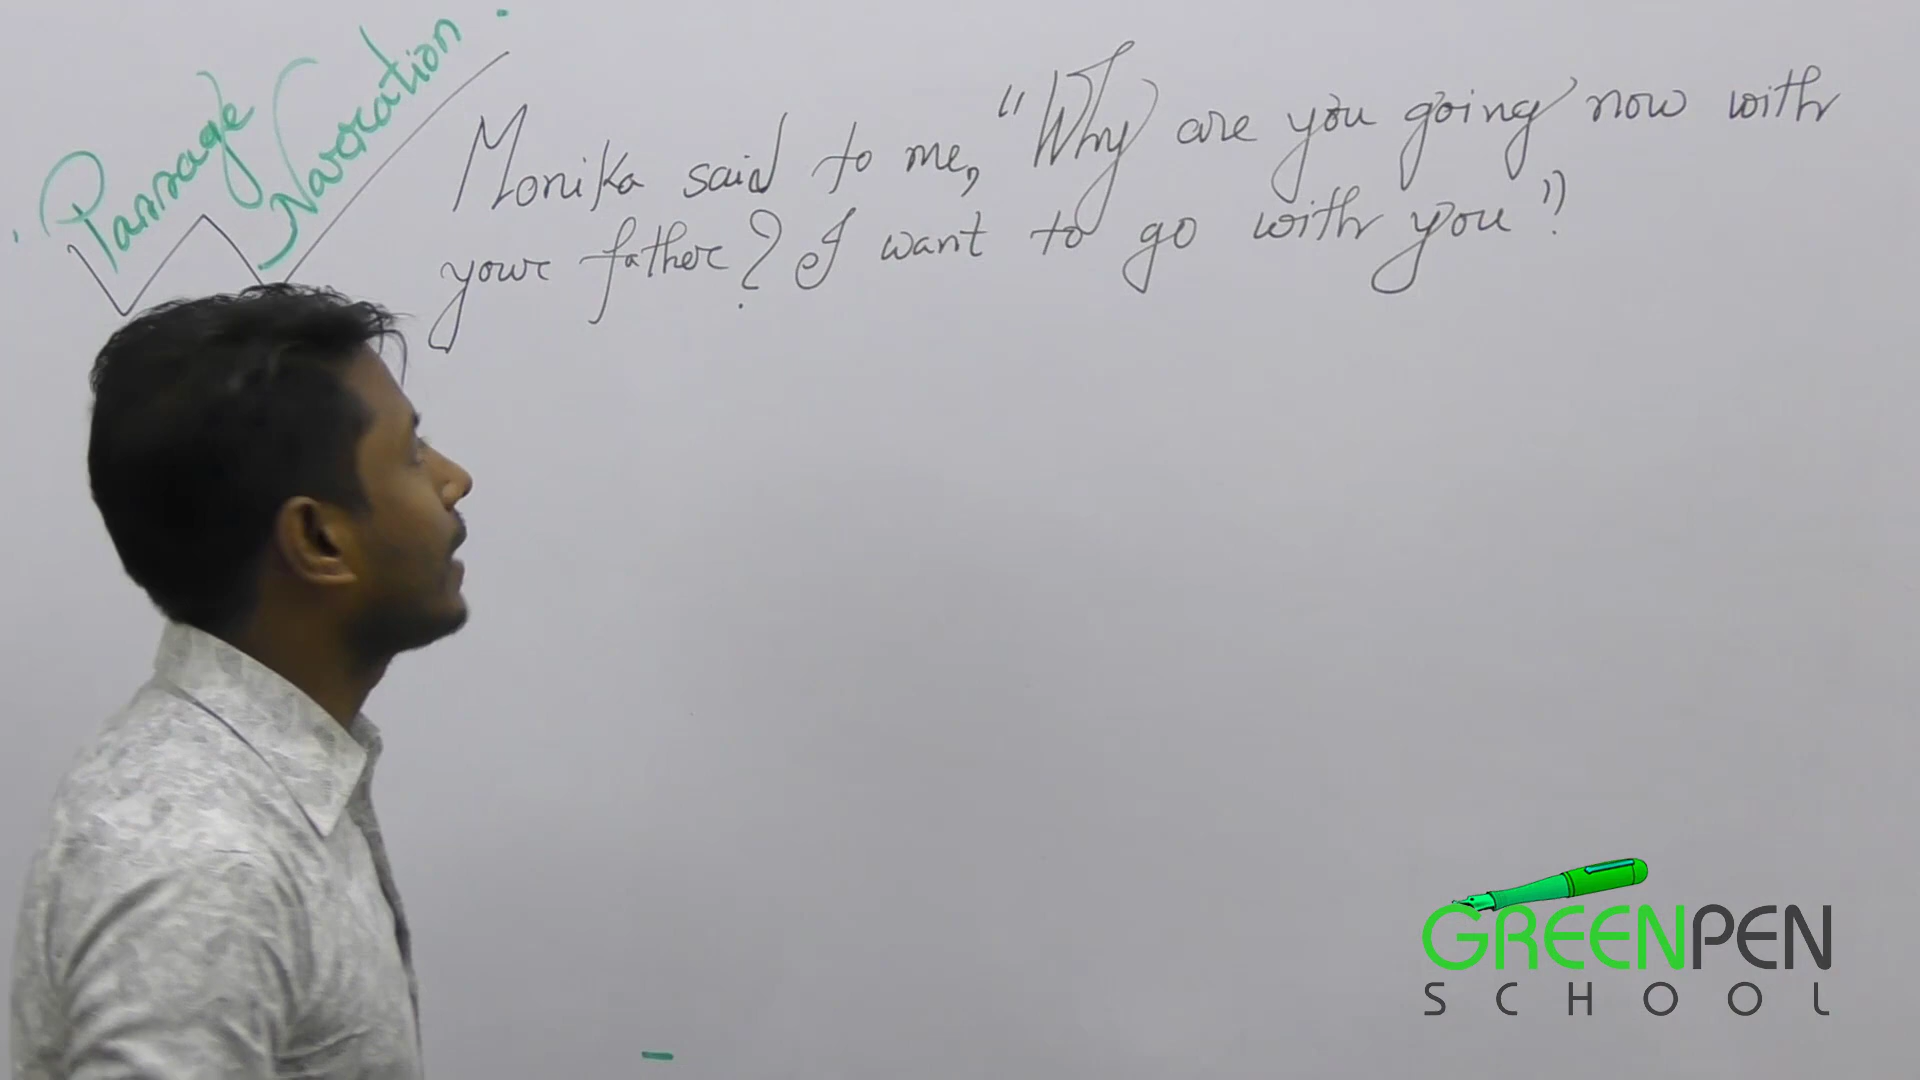 Passage
Narration
Monika said to me, "Why are you going now with
your father? I want to go with you"?
GREENPEN
SCHOOL